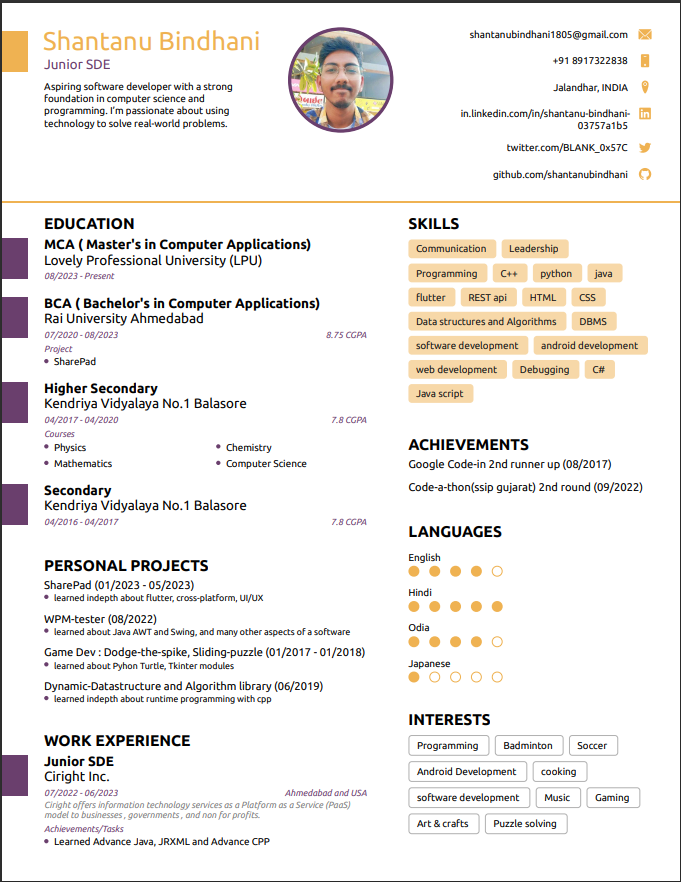 Shantanu Bindhani
Junior SDE
Aspiring software developer with a strong
foundation in computer science and
programming. I'm passionate about using
technology to solve real-world problems.
shantanubindhani1805@gmail.com
+91 8917322838
Jalandhar, INDIA
in.linkedin.com/in/shantanu-bindhani-
03757a1b5
twitter.com/BLANK_0x57C
github.com/shantanubindhani
EDUCATION
MCA ( Master's in Computer Applications)
Lovely Professional University (LPU)
08/2023 - Present
BCA ( Bachelor's in Computer Applications)
Rai University Ahmedabad
07/2020 - 08/2023 8.75 CGPA
Project
SharePad
Higher Secondary
Kendriya Vidyalaya No.1 Balasore
04/2017 - 04/2020 7.8 CGPA
Courses
Physics Chemistry
Mathematics Computer Science
Secondary
Kendriya Vidyalaya No.1 Balasore
04/2016 - 04/2017 7.8 CGPA
PERSONAL PROJECTS
SharePad (01/2023 - 05/2023)
learned indepth about flutter, cross-platform, UI/UX
WPM-tester (08/2022)
learned about Java AWT and Swing, and many other aspects of a software
Game Dev : Dodge-the-spike, Sliding-puzzle (01/2017 - 01/2018)
learned about Pyhon Turtle, Tkinter modules
Dynamic-Datastructure and Algorithm library (06/2019)
learned indepth about runtime programming with cpp
WORK EXPERIENCE
Junior SDE
Ciright Inc.
07/2022 - 06/2023 Ahmedabad and USA
Ciright offers information technology services as a Platform as a Service (PaaS)
model to businesses , governments , and non for profits.
Achievements/Tasks
Learned Advance Java, JRXML and Advance CPP
SKILLS
Communication Leadership
Programming C++ python java
flutter REST api HTML CSS
Data structures and Algorithms DBMS
software development android development
web development Debugging C#
Java script
ACHIEVEMENTS
Google Code-in 2nd runner up (08/2017)
Code-a-thon(ssip gujarat) 2nd round (09/2022)
LANGUAGES
English
Hindi
Odia
Japanese
INTERESTS
Programming Badminton Soccer
Android Development cooking
software development Music Gaming
Art & crafts Puzzle solving